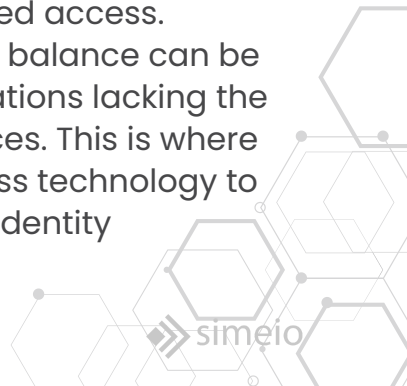 ed access.
balance can be
ations lacking the
ces. This is where
ss technology to
dentity
simeio